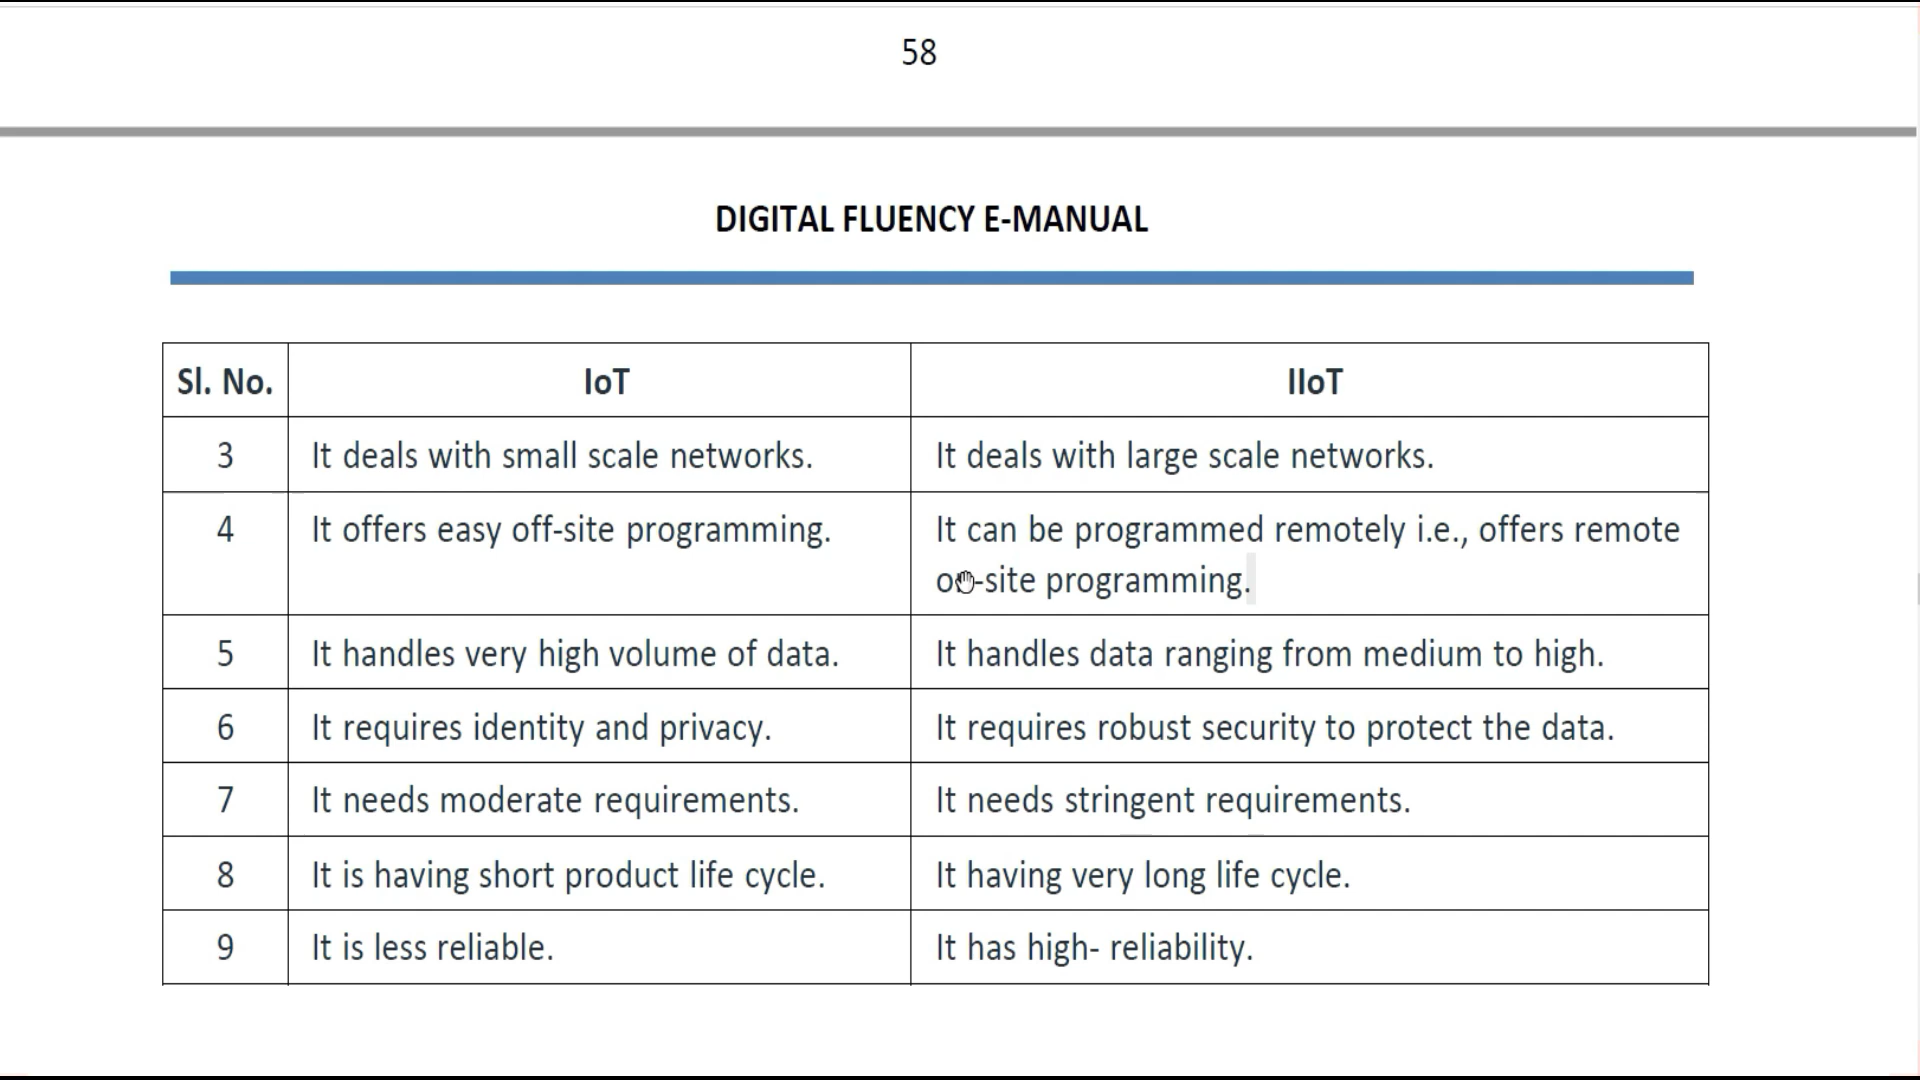 58
DIGITAL FLUENCY E-MANUAL
Sl. No. IoT IIoT
3 It deals with small scale networks. It deals with large scale networks.
4 It offers easy off-site programming. It can be programmed remotely i.e., offers remote
-site programming.
5 It handles very high volume of data. It handles data ranging from medium to high.
6 It requires identity and privacy. It requires robust security to protect the data.
7 It needs moderate requirements. It needs stringent requirements.
8 It is having short product life cycle. It having very long life cycle.
9 It is less reliable. It has high- reliability.